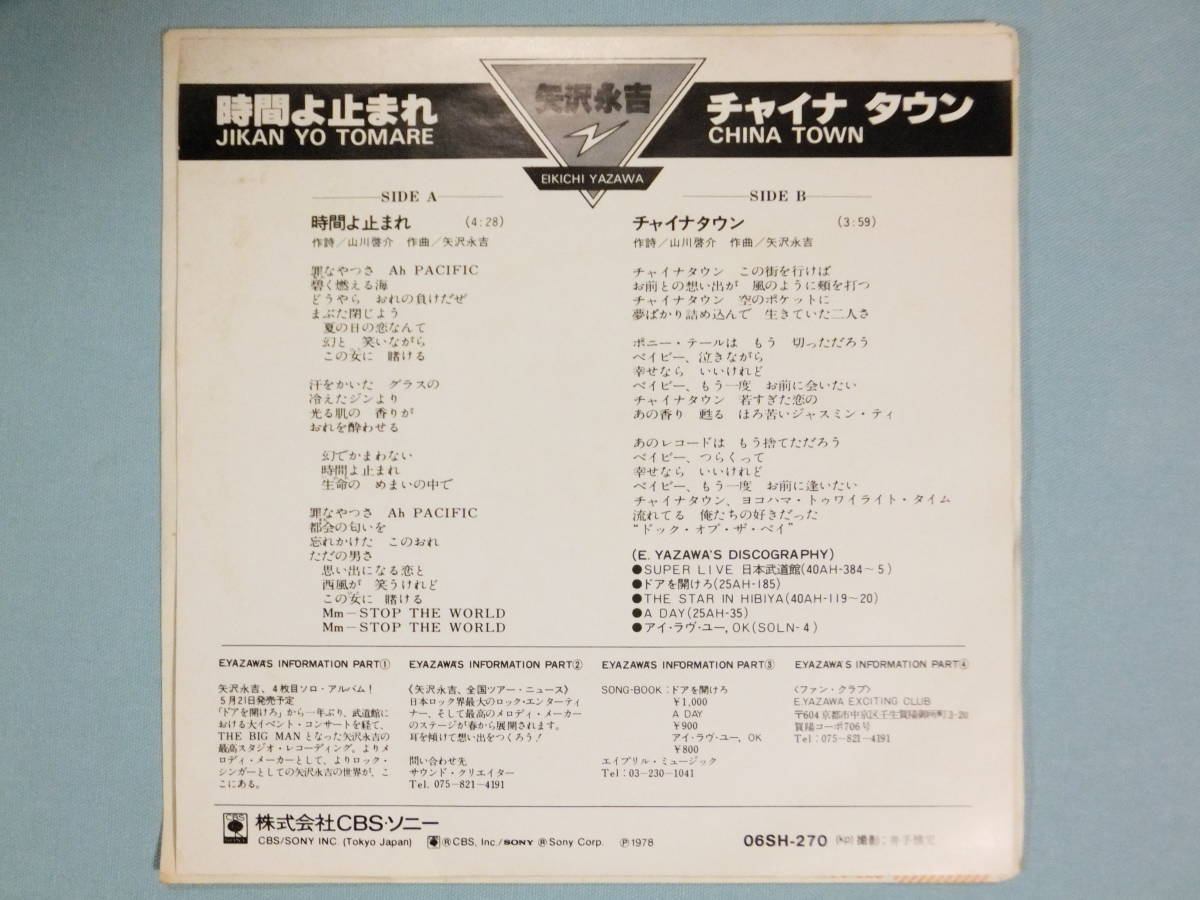 時間よ止まれ
JIKAN YO TOMARE
矢沢永吉
EIKICHI YAZAWA
チャイナ タウン
CHINA TOWN
SIDE A
時間よ止まれ (4:28)
作詩/山川啓介 作曲/矢沢永吉
罪なやつさ Ah PACIFIC
碧く燃える海
どうやら おれの負けだぜ
まぶた閉じよう
夏の日の恋なんて
幻と 笑いながら
この女に 賭ける
汗をかいた グラスの
冷えたジンより
光る肌の 香りが
おれを酔わせる
幻でかまわない
時間よ止まれ
生命の めまいの中で
罪なやつさ Ah PACIFIC
都会の匂いを
忘れかけた このおれ
ただの男さ
思い出になる恋と
西風が 笑うけれど
この女に 賭ける
Mm—STOP THE WORLD
Mm—STOP THE WORLD
SIDE B
チャイナタウン (3:59)
作詩/山川啓介 作曲/矢沢永吉
チャイナタウン この街を行けば
お前との想い出が 風のように頬を打つ
チャイナタウン 空のポケットに
夢ばかり詰め込んで 生きていた二人さ
ポニー・テールは もう 切っただろう
ベイビー、泣きながら
幸せなら いいけれど
ベイビー、もう一度 お前に会いたい
チャイナタウン 若すぎた恋の
あの香り 甦る ほろ苦いジャスミン・ティ
あのレコードは もう捨てただろう
ベイビー、つらくって
幸せなら いいけれど
ベイビー、もう一度 お前に逢いたい
チャイナタウン、ヨコハマ・トゥワイライト・タイム
流れてる 俺たちの好きだった
“ドック・オブ・ザ・ベイ”
(E. YAZAWA'S DISCOGRAPHY)
●SUPER LIVE 日本武道館(40AH-384~5)
●ドアを開けろ(25AH-185)
●THE STAR IN HIBIYA(40AH-119~20)
●A DAY(25AH-35)
●アイ・ラヴ・ユー, OK(SOLN-4)
E.YAZAWA'S INFORMATION PART①
矢沢永吉、4枚目ソロ・アルバム!
5月21日発売予定
「ドアを開けろ」から一年ぶり、武道館に
おける大イベント・コンサートを経て、
THE BIG MANとなった矢沢永吉の
最高スタジオ・レコーディング。よりメ
ロディ・メーカーとして、よりロック・
シンガーとしての矢沢永吉の世界が、こ
こにある。
E.YAZAWA'S INFORMATION PART②
《矢沢永吉、全国ツアー・ニュース》
日本ロック界最大のロック・エンターティ
ナー、そして最高のメロディ・メーカー
のステージが春から展開されます。
耳を傾けて想い出をつくろう!
問い合わせ先
サウンド・クリエイター
Tel. 075-821-4191
E.YAZAWA'S INFORMATION PART③
SONG-BOOK:ドアを開けろ
¥1,000
A DAY
¥900
アイ・ラヴ・ユー, OK
¥800
エイプリル・ミュージック
Tel:03-230-1041
E.YAZAWA'S INFORMATION PART④
〈ファン・クラブ〉
E.YAZAWA EXCITING CLUB
〒604 京都市中京区壬生賀陽御所町3-20
賀陽コーポ706号
Tel:075-821-4191
CBS
SONY
株式会社CBS・ソニー
CBS/SONY INC. (Tokyo Japan)
Ⓡ CBS, Inc./SONY Ⓡ Sony Corp. Ⓟ1978
06SH-270
撮影: